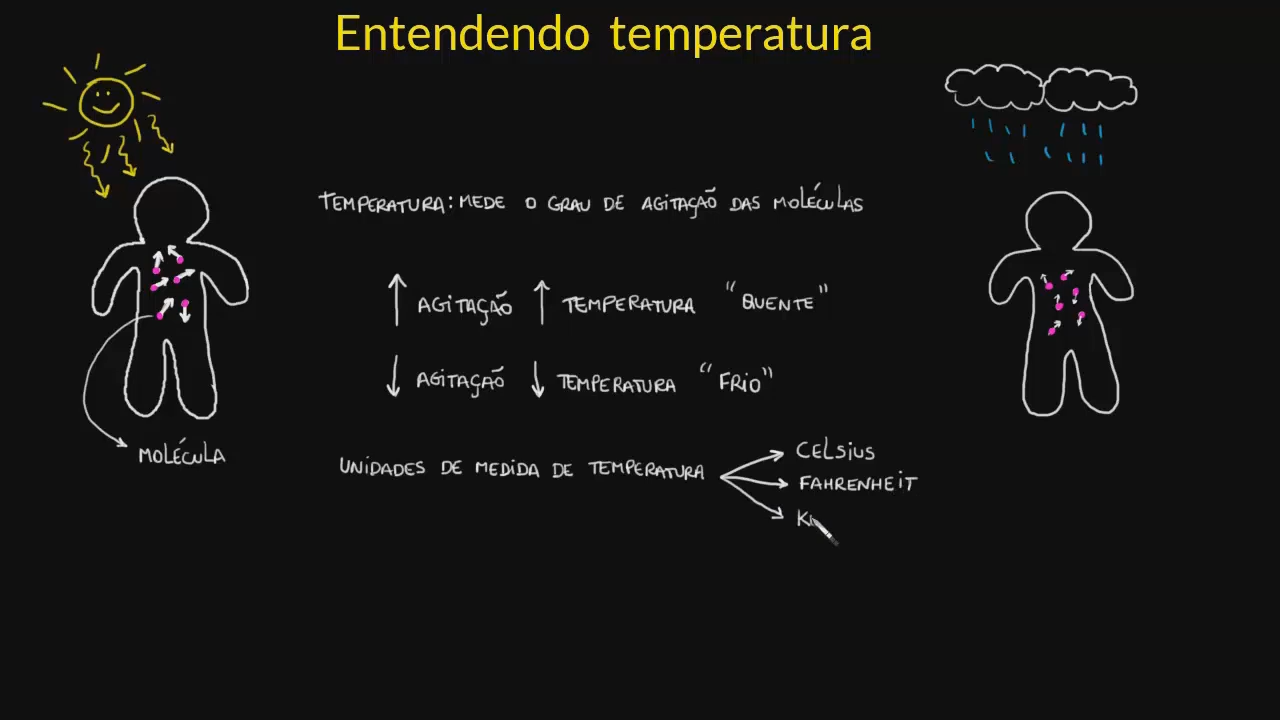 Entendendo temperatura
TEMPERATURA: MEDE O GRAU DE AGITAÇÃO DAS MOLÉCULAS
AGITAÇÃO TEMPERATURA "QUENTE"
AGITAÇÃO TEMPERATURA "FRIO"
MOLÉCULA
UNIDADES DE MEDIDA DE TEMPERATURA
CELSIUS
FAHRENHEIT